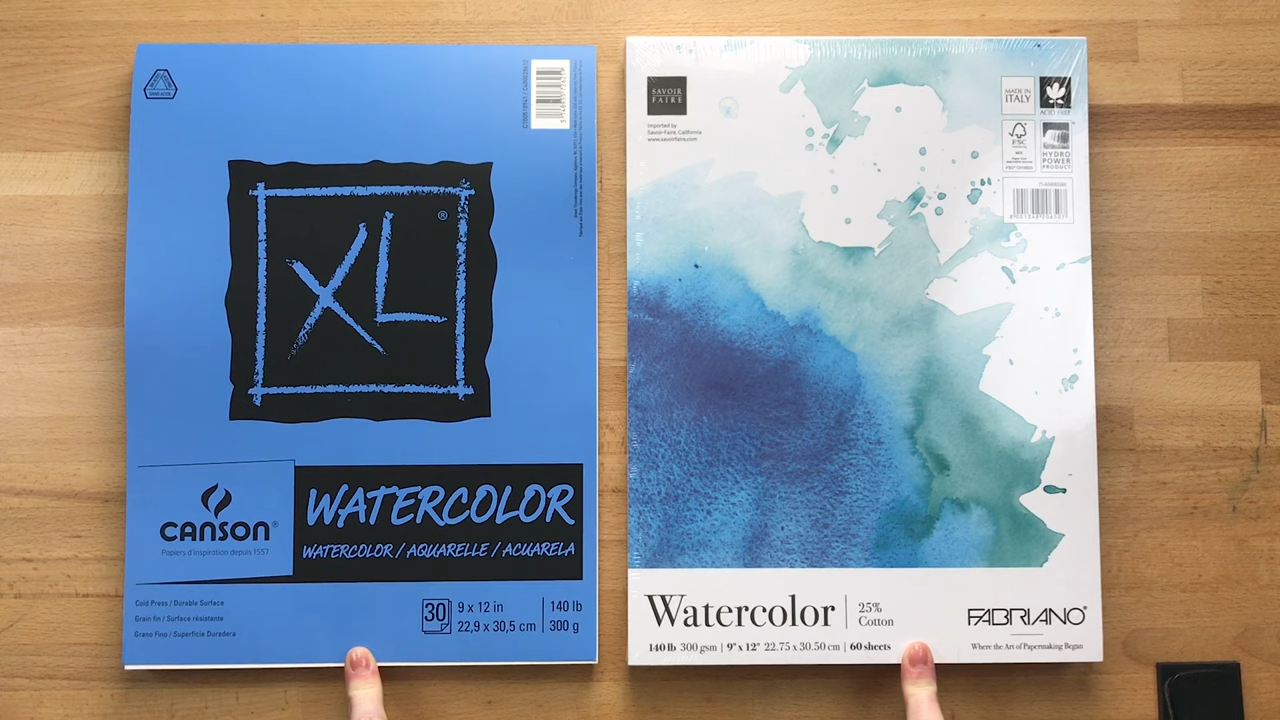 XL
®
CANSON®
Papiers d'inspiration depuis 1557
WATERCOLOR
WATERCOLOR / AQUARELLE / ACUARELA
Cold Press / Durable Surface
Grain fin / Surface résistante
Grano Fino / Superficie Duradera
30
9 x 12 in
22,9 x 30,5 cm
140 lb
300 g
SAVOIR
FAIRE
Imported by
Savoir-Faire, California
www.savoirfaire.com
MADE IN
ITALY
ACID FREE
FSC
MIX
HYDRO
POWER
PRODUCT
Watercolor
25%
Cotton
FABRIANO®
140 lb 300 gsm | 9"x 12" 22.75 x 30.50 cm | 60 sheets
Where the Art of Papermaking Began